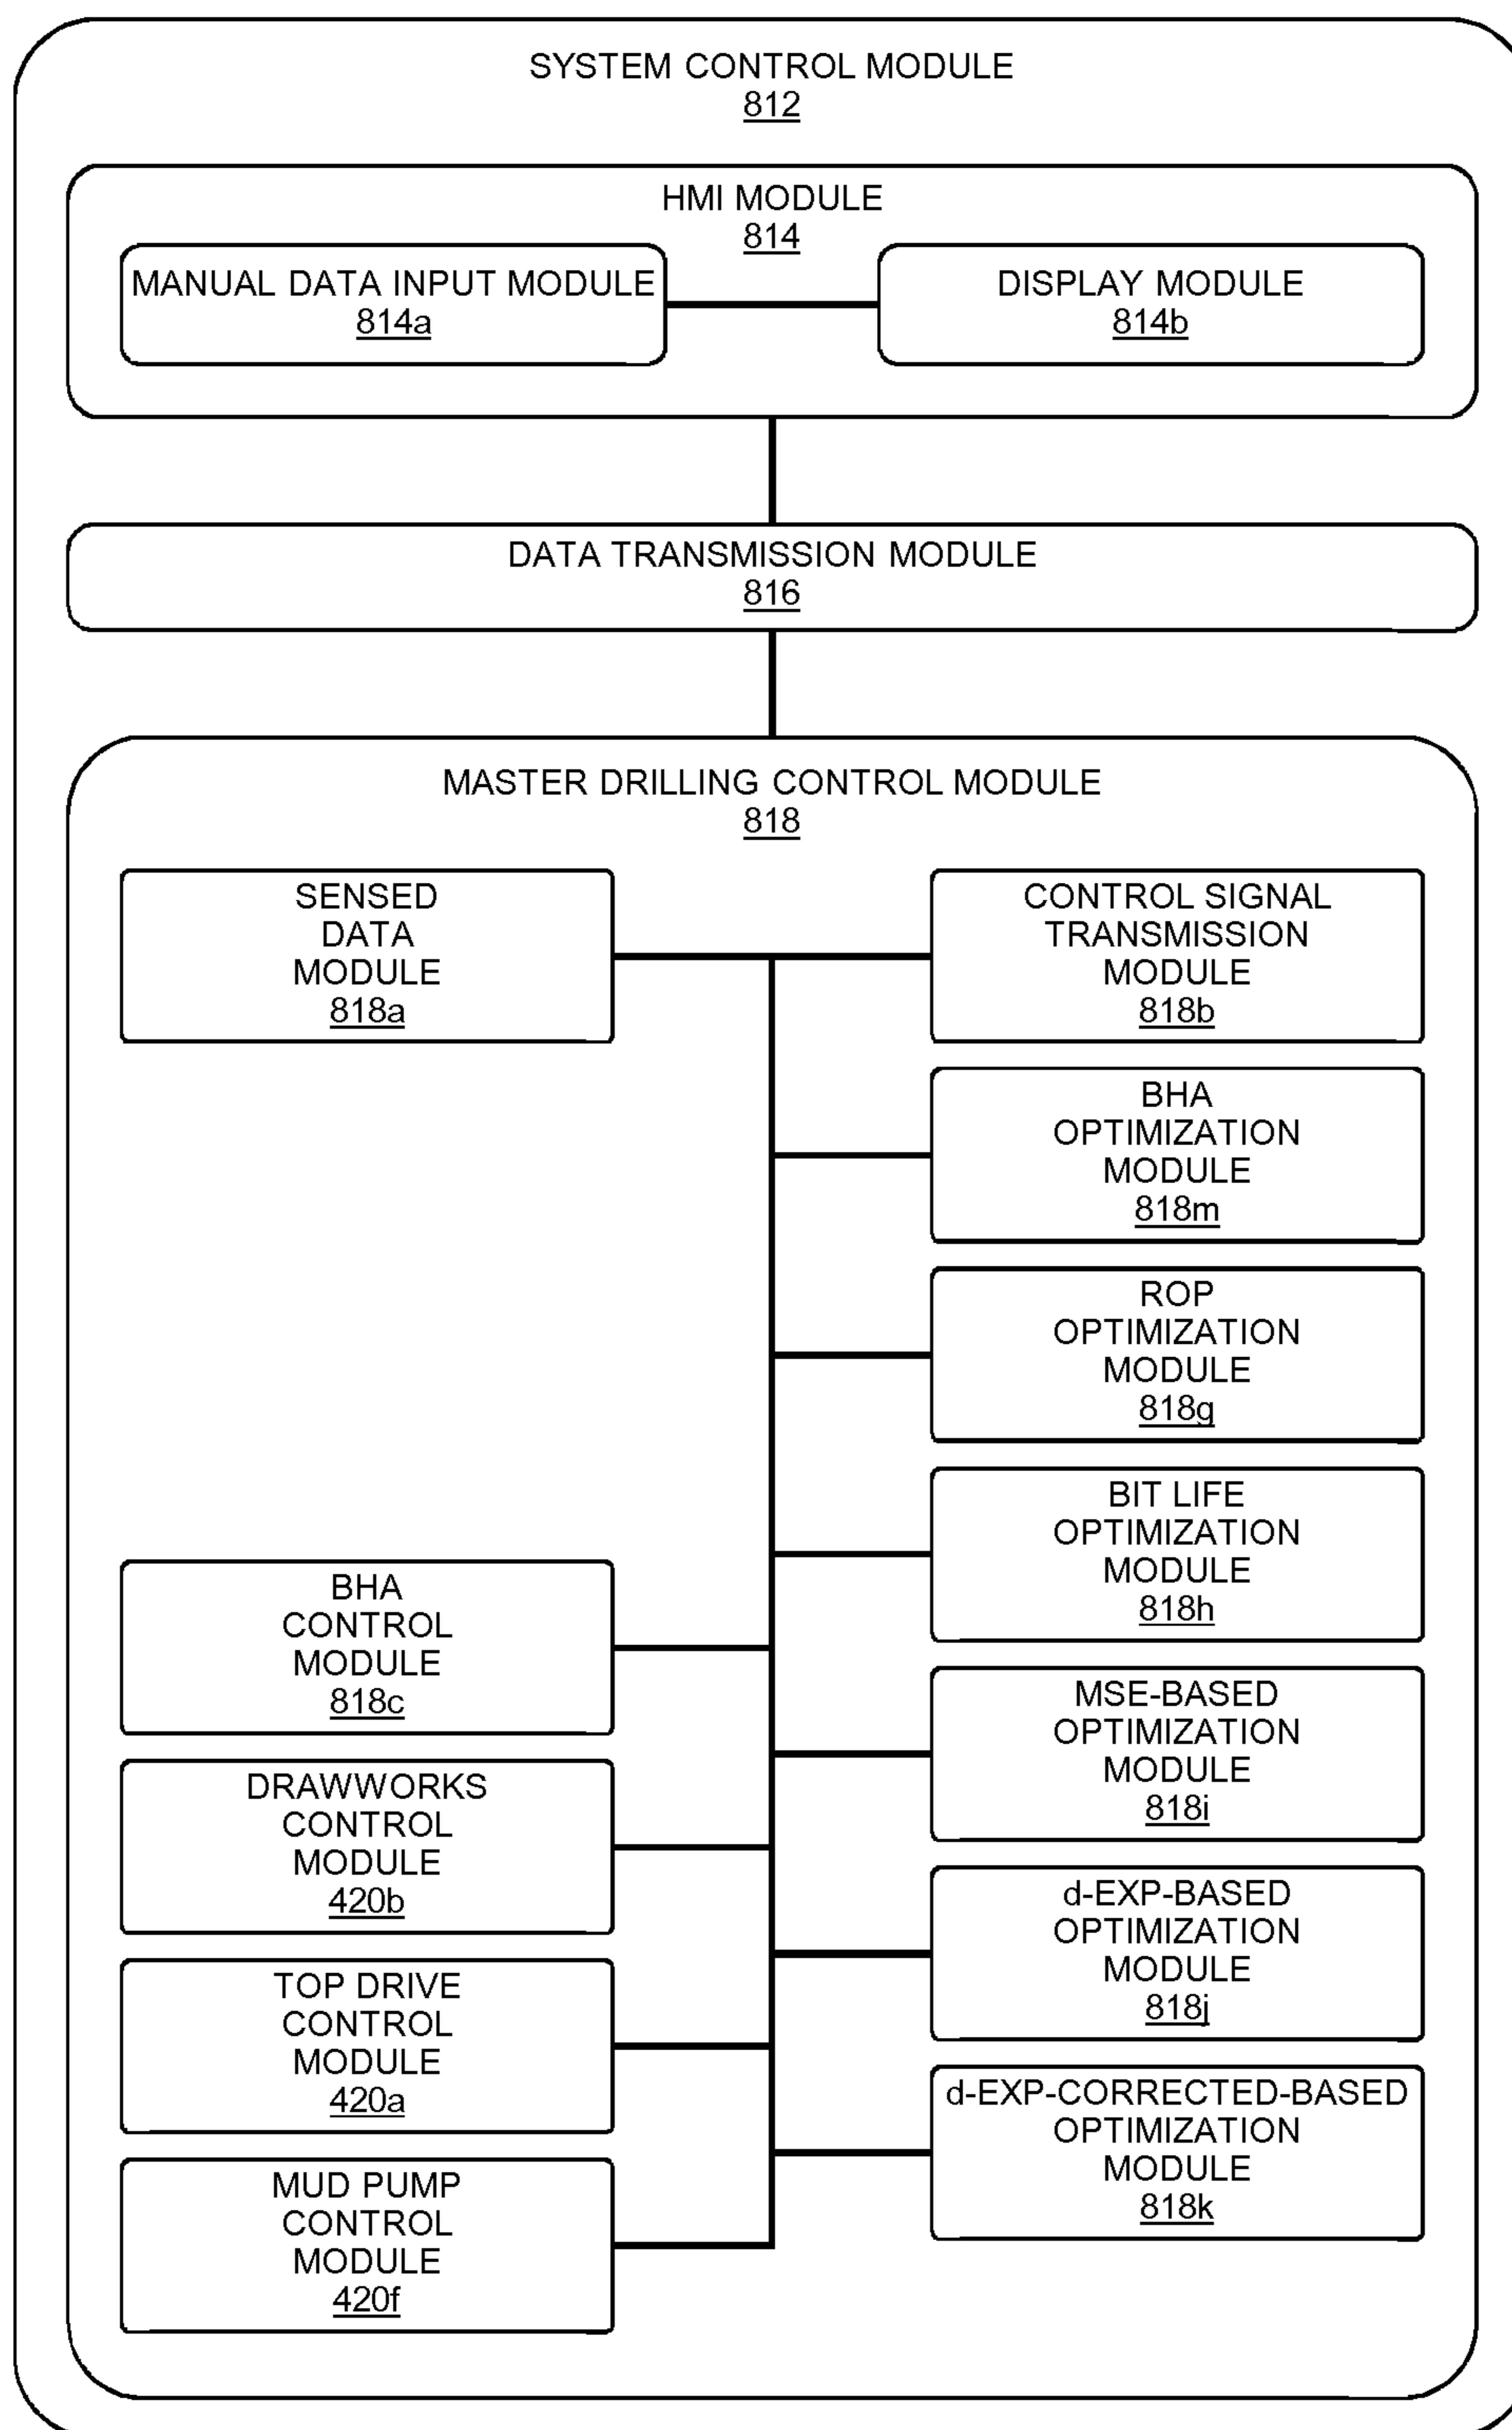 SYSTEM CONTROL MODULE
812
HMI MODULE
814
MANUAL DATA INPUT MODULE
814a
DISPLAY MODULE
814b
DATA TRANSMISSION MODULE
816
MASTER DRILLING CONTROL MODULE
818
SENSED
DATA
MODULE
818a
CONTROL SIGNAL
TRANSMISSION
MODULE
818b
BHA
OPTIMIZATION
MODULE
818m
ROP
OPTIMIZATION
MODULE
818g
BIT LIFE
OPTIMIZATION
MODULE
818h
BHA
CONTROL
MODULE
818c
MSE-BASED
OPTIMIZATION
MODULE
818i
DRAWWORKS
CONTROL
MODULE
420b
d-EXP-BASED
OPTIMIZATION
MODULE
818j
TOP DRIVE
CONTROL
MODULE
420a
d-EXP-CORRECTED-BASED
OPTIMIZATION
MODULE
818k
MUD PUMP
CONTROL
MODULE
420f